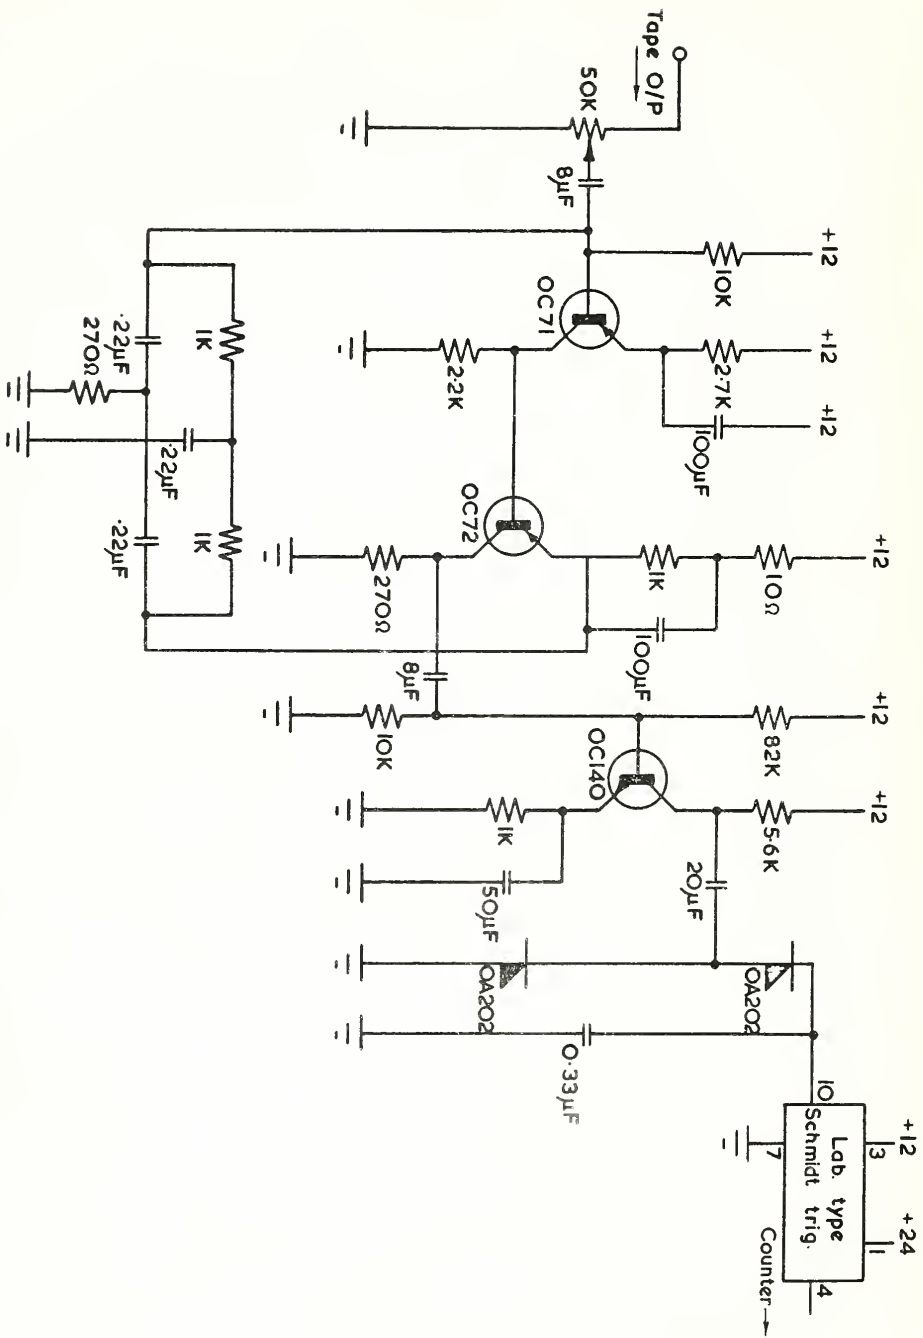 Tape O/P
50K
8µF
+12
10K
OC71
+12
2·7K
+12
100µF
2·2K
1K
·22µF
270Ω
·22µF
1K
·22µF
OC72
+12
10Ω
1K
100µF
270Ω
8µF
+12
82K
10K
OC140
+12
5·6K
1K
50µF
20µF
OA202
OA202
0·33µF
+12
+24
3
1
10
Lab. type
Schmidt trig.
4
7
Counter